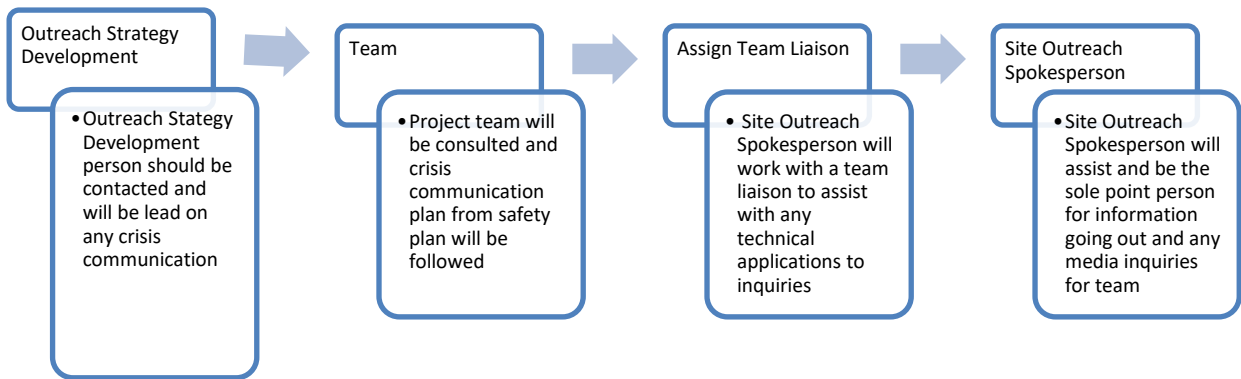 Outreach Strategy
Development
•Outreach Stategy
Development
person should be
contacted and
will be lead on
any crisis
communication
Team
•Project team will
be consulted and
crisis
communication
plan from safety
plan will be
followed
Assign Team Liaison
• Site Outreach
Spokesperson will
work with a team
liaison to assist
with any
technical
applications to
inquiries
Site Outreach
Spokesperson
•Site Outreach
Spokesperson will
assist and be the
sole point person
for information
going out and any
media inquiries
for team